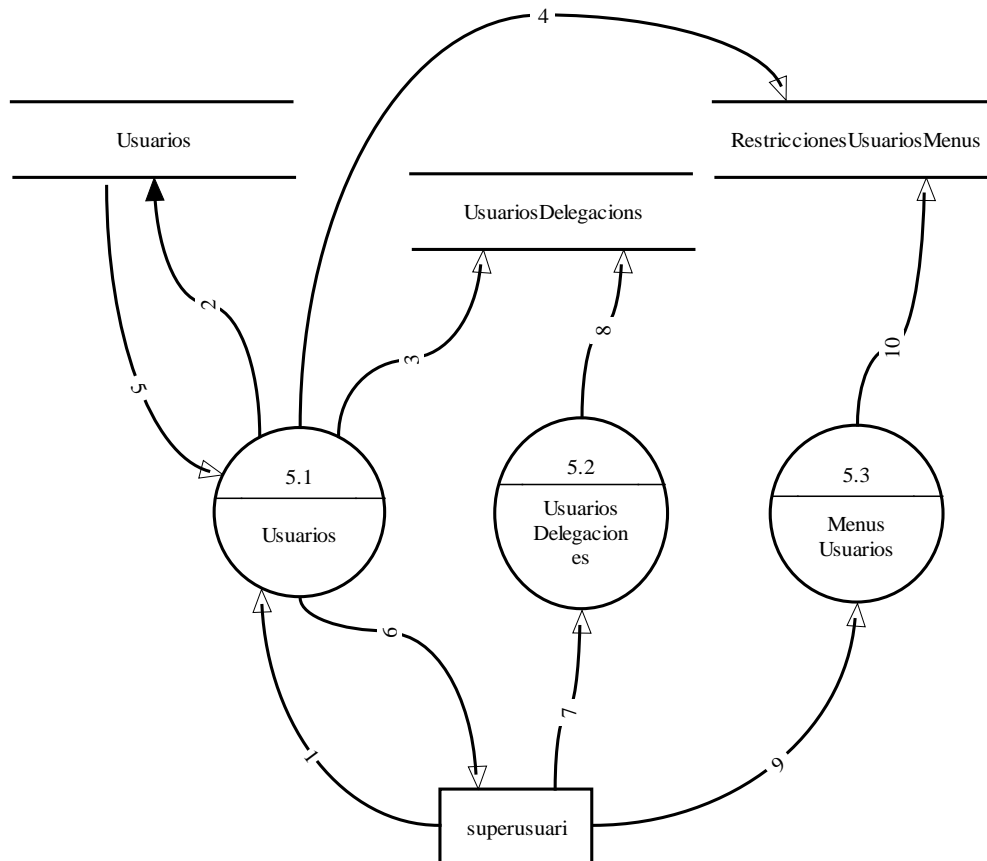 4
Usuarios
RestriccionesUsuariosMenus
UsuariosDelegacions
2
3
8
10
5
5.1
Usuarios
5.2
Usuarios
Delegacion
es
5.3
Menus
Usuarios
6
7
1
9
superusuari